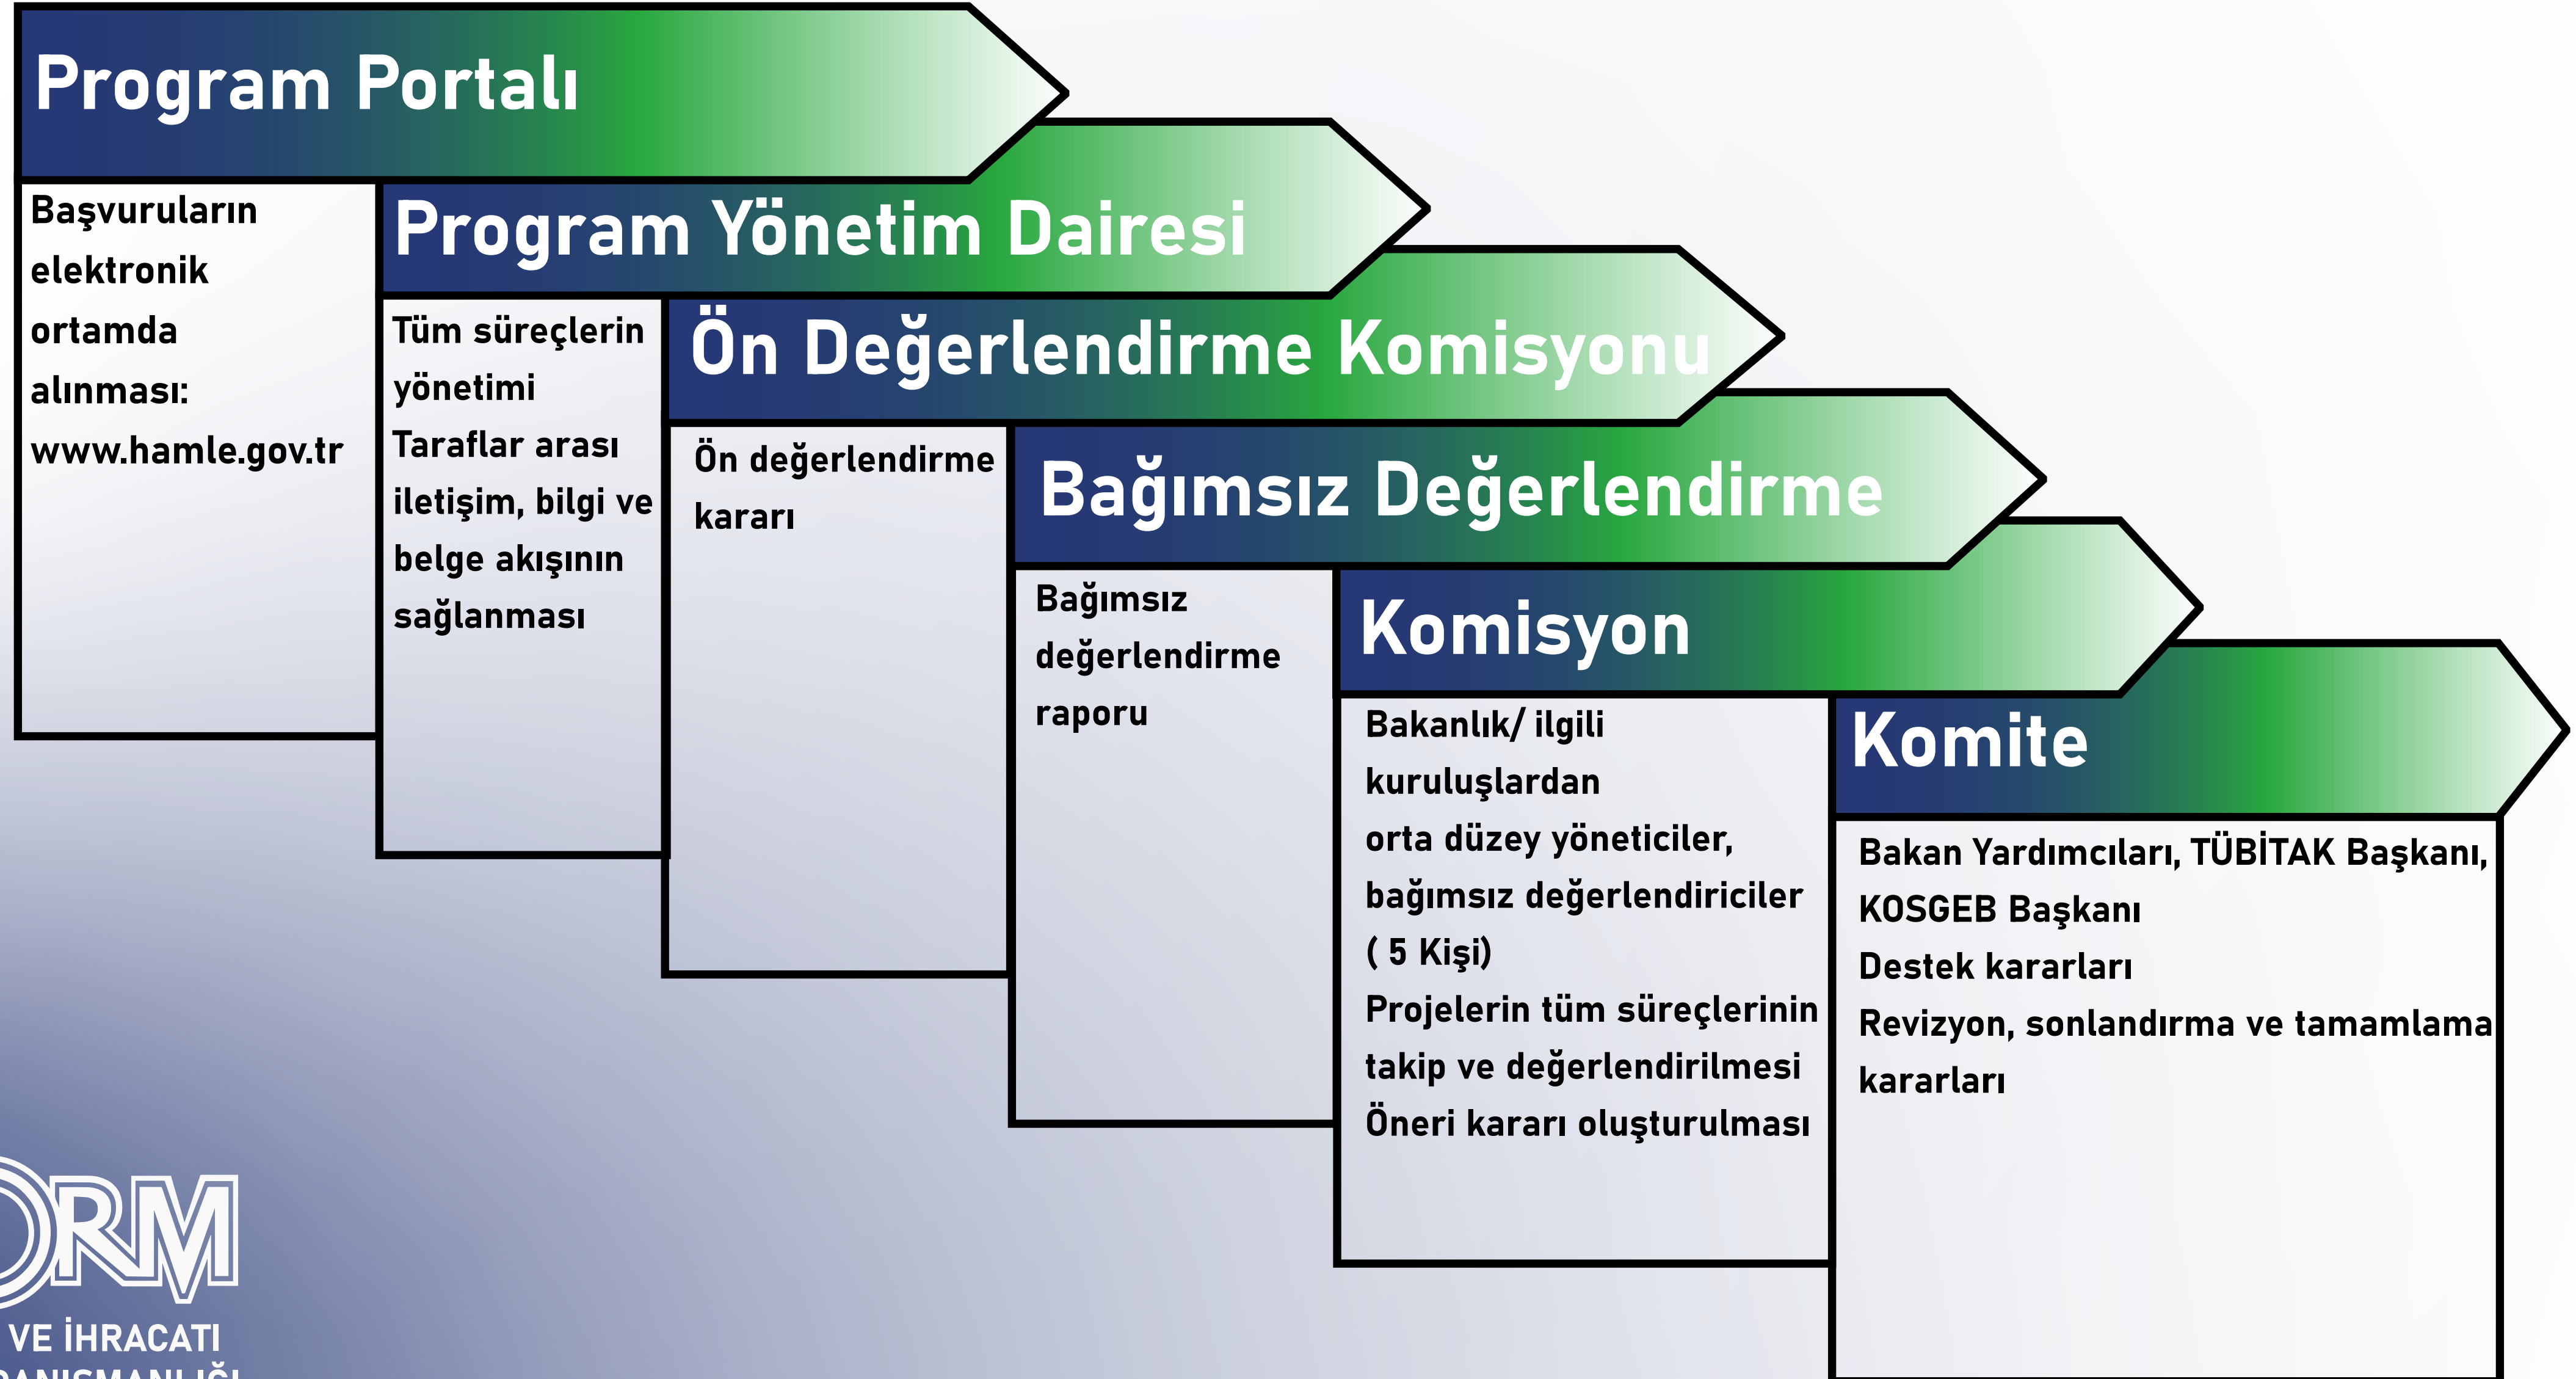 Program Portalı
Başvuruların
elektronik
ortamda
alınması:
www.hamle.gov.tr
Program Yönetim Dairesi
Tüm süreçlerin
yönetimi
Taraflar arası
iletişim, bilgi ve
belge akışının
sağlanması
Ön Değerlendirme Komisyonu
Ön değerlendirme
kararı
Bağımsız Değerlendirme
Bağımsız
değerlendirme
raporu
Komisyon
Bakanlık/ ilgili
kuruluşlardan
orta düzey yöneticiler,
bağımsız değerlendiriciler
( 5 Kişi)
Projelerin tüm süreçlerinin
takip ve değerlendirilmesi
Öneri kararı oluşturulması
Komite
Bakan Yardımcıları, TÜBİTAK Başkanı,
KOSGEB Başkanı
Destek kararları
Revizyon, sonlandırma ve tamamlama
kararları
ORM
VE İHRACATI
DANIŞMANLIĞI